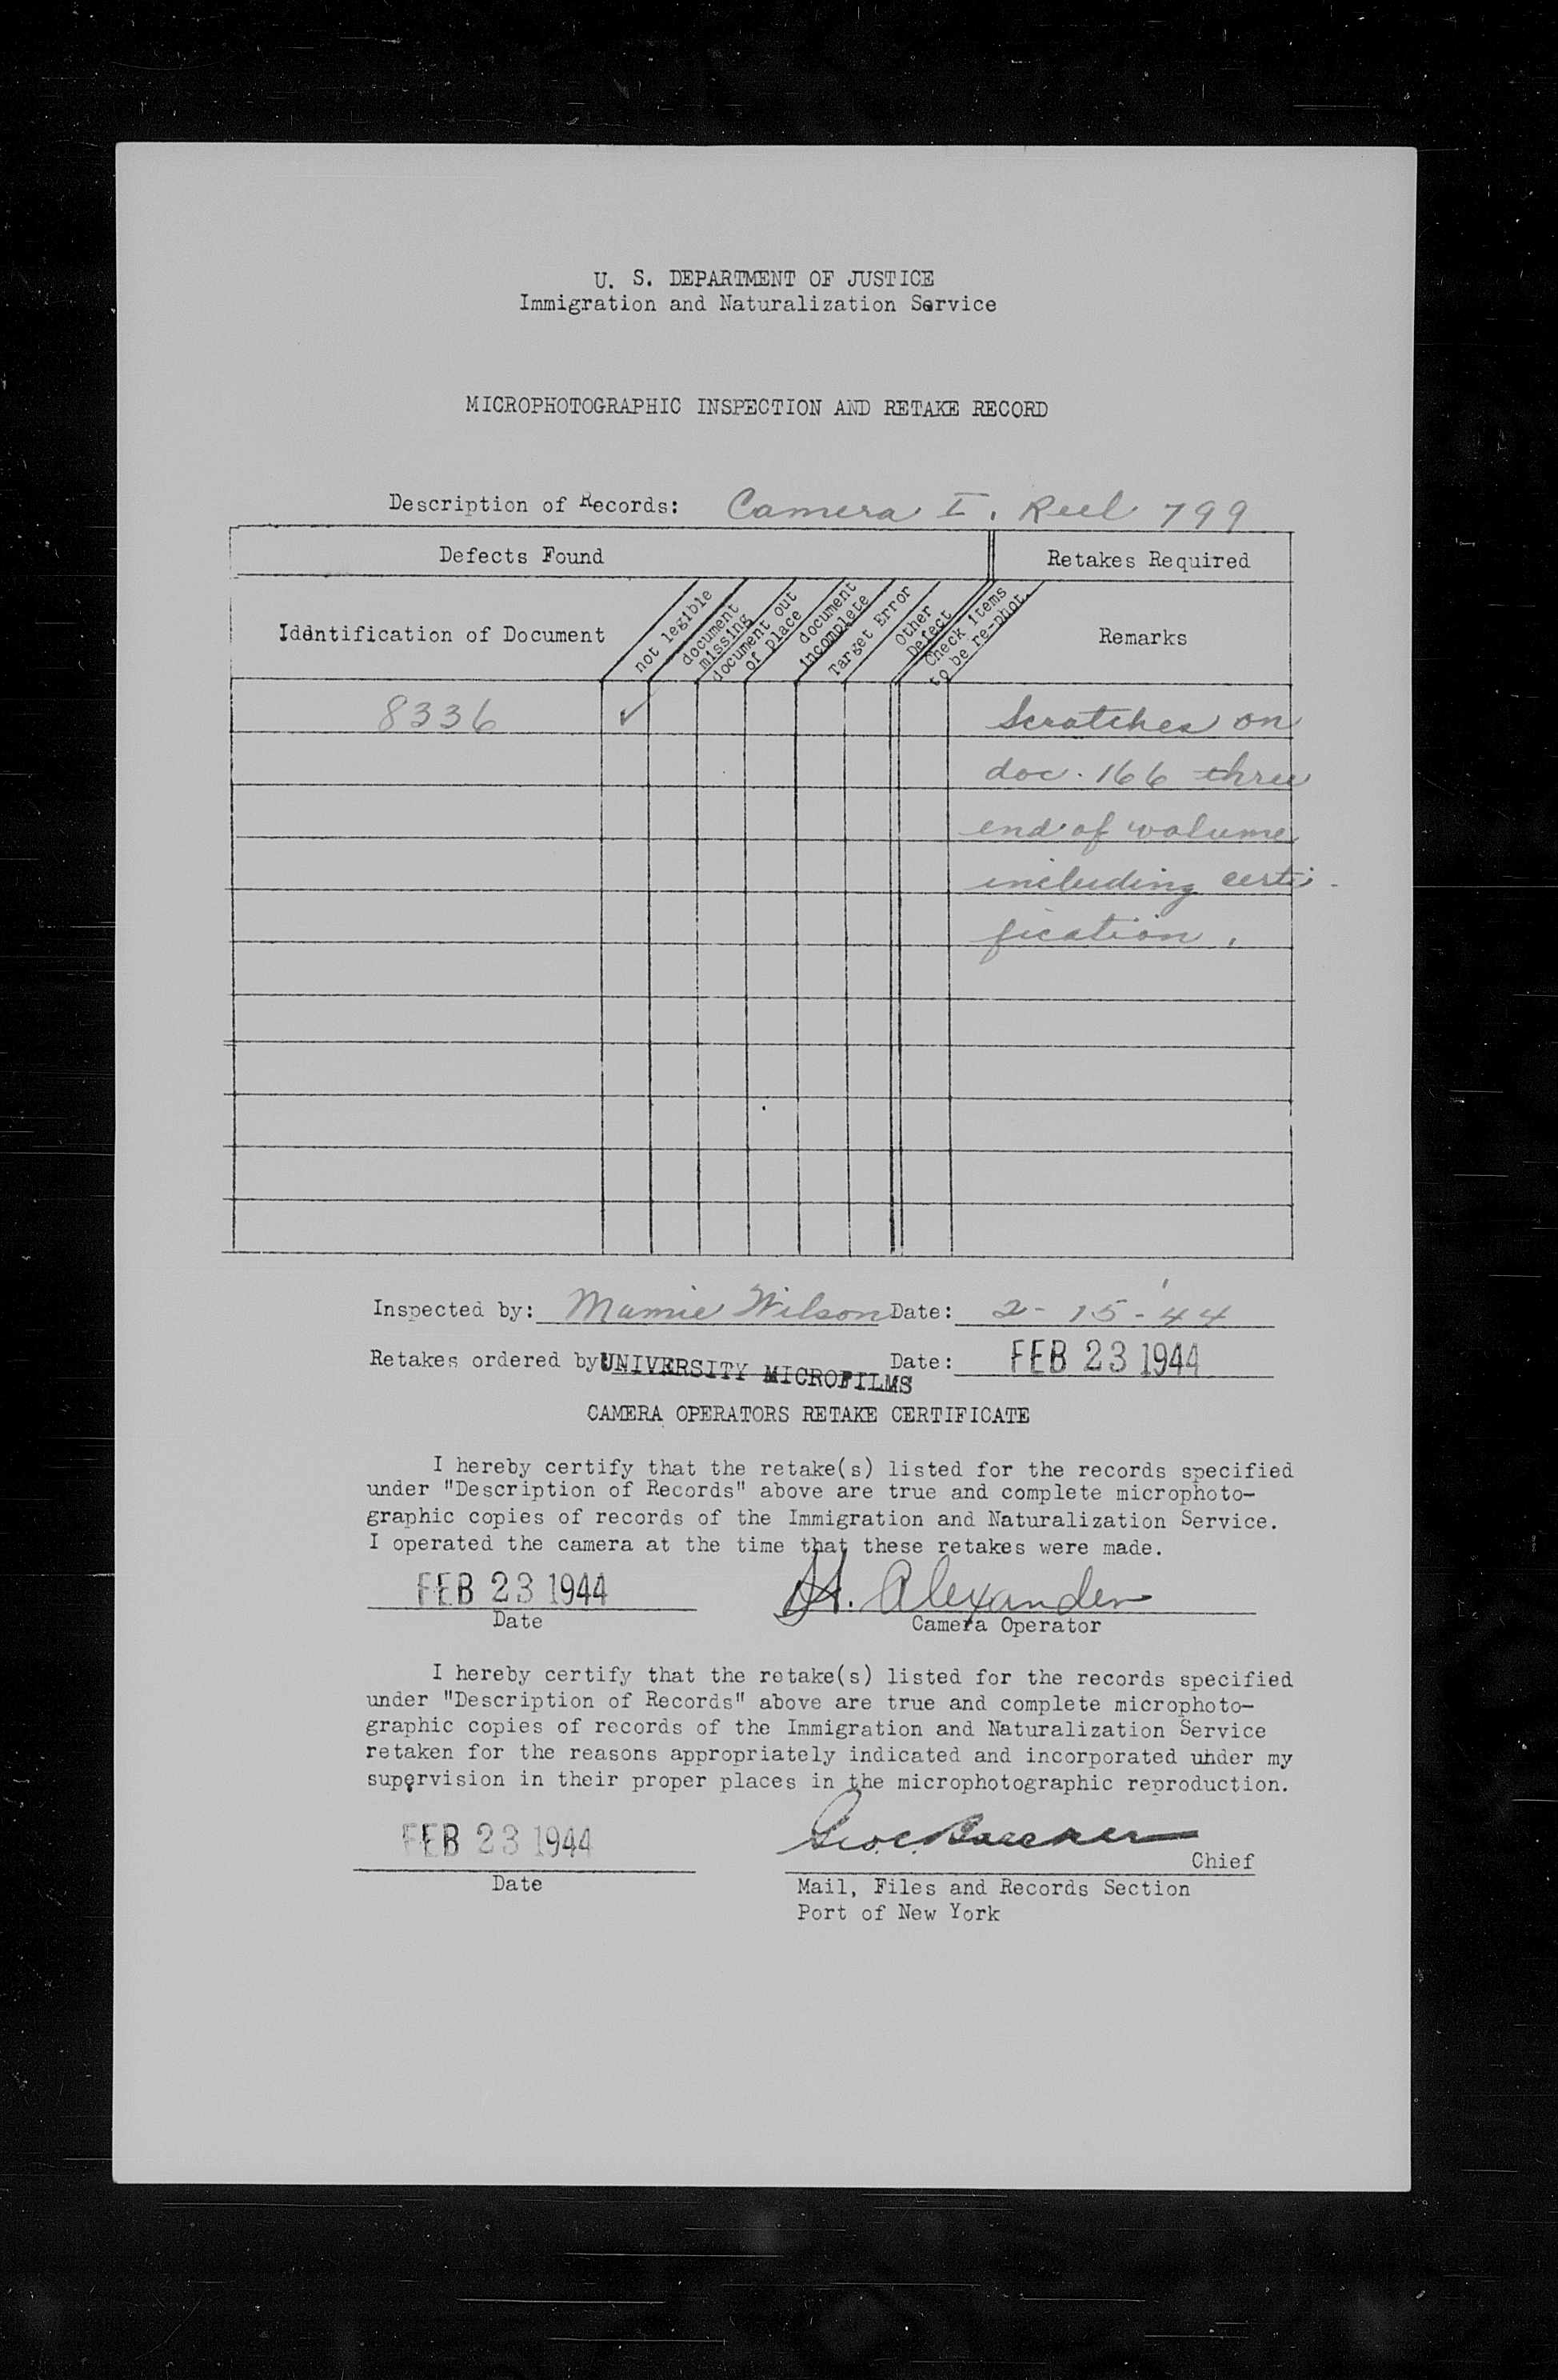 U. S. DEPARTMENT OF JUSTICE
Immigration and Naturalization Service
MICROPHOTOGRAPHIC INSPECTION AND RETAKE RECORD
Description of Records: Camera I. Reel 799
Defects Found
Retakes Required
Identification of Document
not legible
document missing
document out of place
document incomplete
Target Error
Other Defect
Check items to be re-phot.
Remarks
8336 ✓ Scratches on
doc. 166 thru
end of volume
including certi-
fication.
Inspected by: Mamie Wilson Date: 2-15-'44
Retakes ordered by UNIVERSITY MICROFILMS Date: FEB 23 1944
CAMERA OPERATORS RETAKE CERTIFICATE
I hereby certify that the retake(s) listed for the records specified
under "Description of Records" above are true and complete microphoto-
graphic copies of records of the Immigration and Naturalization Service.
I operated the camera at the time that these retakes were made.
FEB 23 1944 H. Alexander
Date Camera Operator
I hereby certify that the retake(s) listed for the records specified
under "Description of Records" above are true and complete microphoto-
graphic copies of records of the Immigration and Naturalization Service
retaken for the reasons appropriately indicated and incorporated under my
supervision in their proper places in the microphotographic reproduction.
FEB 23 1944
Chief
Date
Mail, Files and Records Section
Port of New York